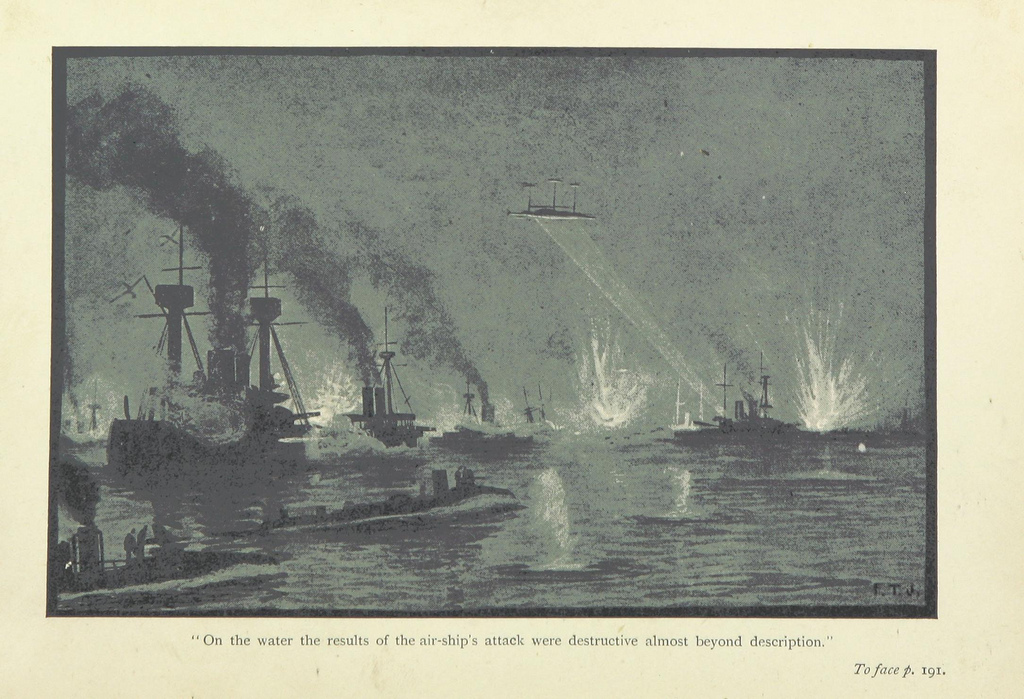 F. T. J.
"On the water the results of the air-ship's attack were destructive almost beyond description."
To face p. 191.